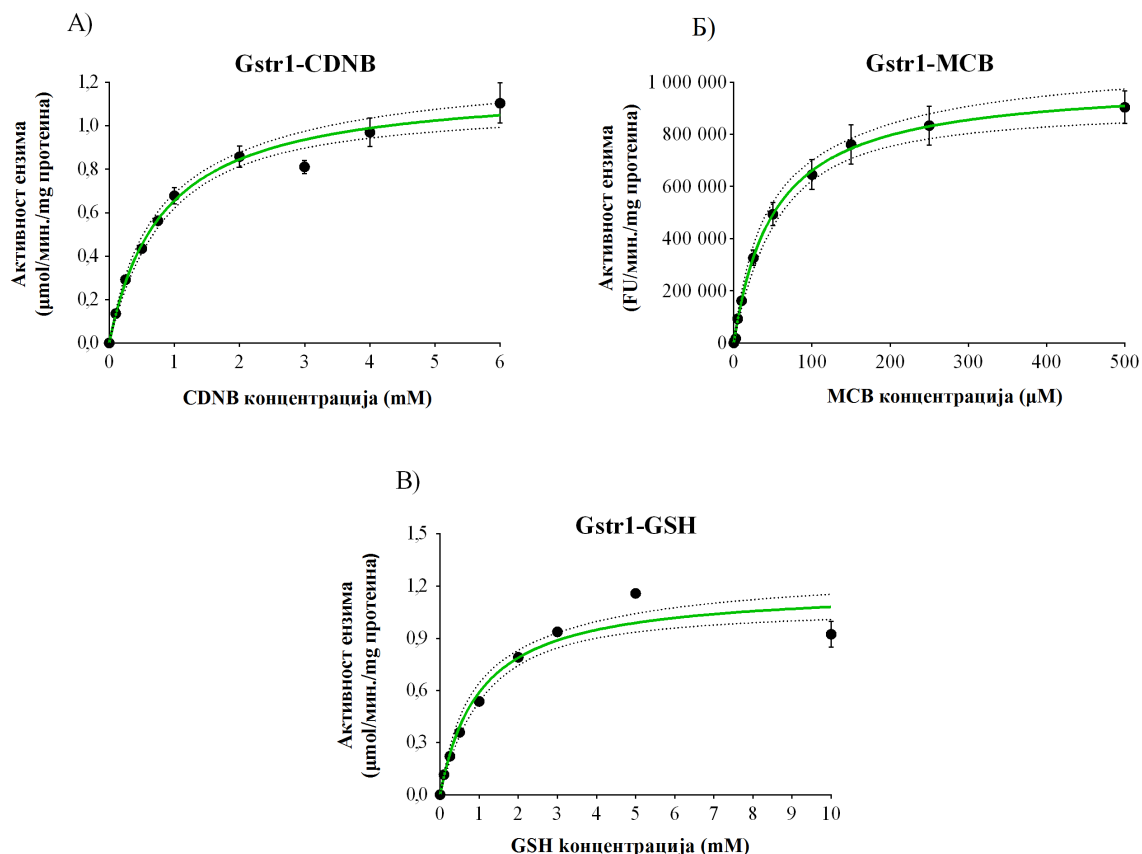 А)
Gstr1-CDNB
Активност ензима
(μmol/мин./mg протеина)
1,2
1,0
0,8
0,6
0,4
0,2
0,0
0 1 2 3 4 5 6
CDNB концентрација (mM)
Б)
Gstr1-MCB
Активност ензима
(FU/мин./mg протеина)
1 000 000
800 000
600 000
400 000
200 000
0
0 100 200 300 400 500
MCB концентрација (μM)
В)
Gstr1-GSH
Активност ензима
(μmol/мин./mg протеина)
1,5
1,2
0,9
0,6
0,3
0,0
0 1 2 3 4 5 6 7 8 9 10
GSH концентрација (mM)